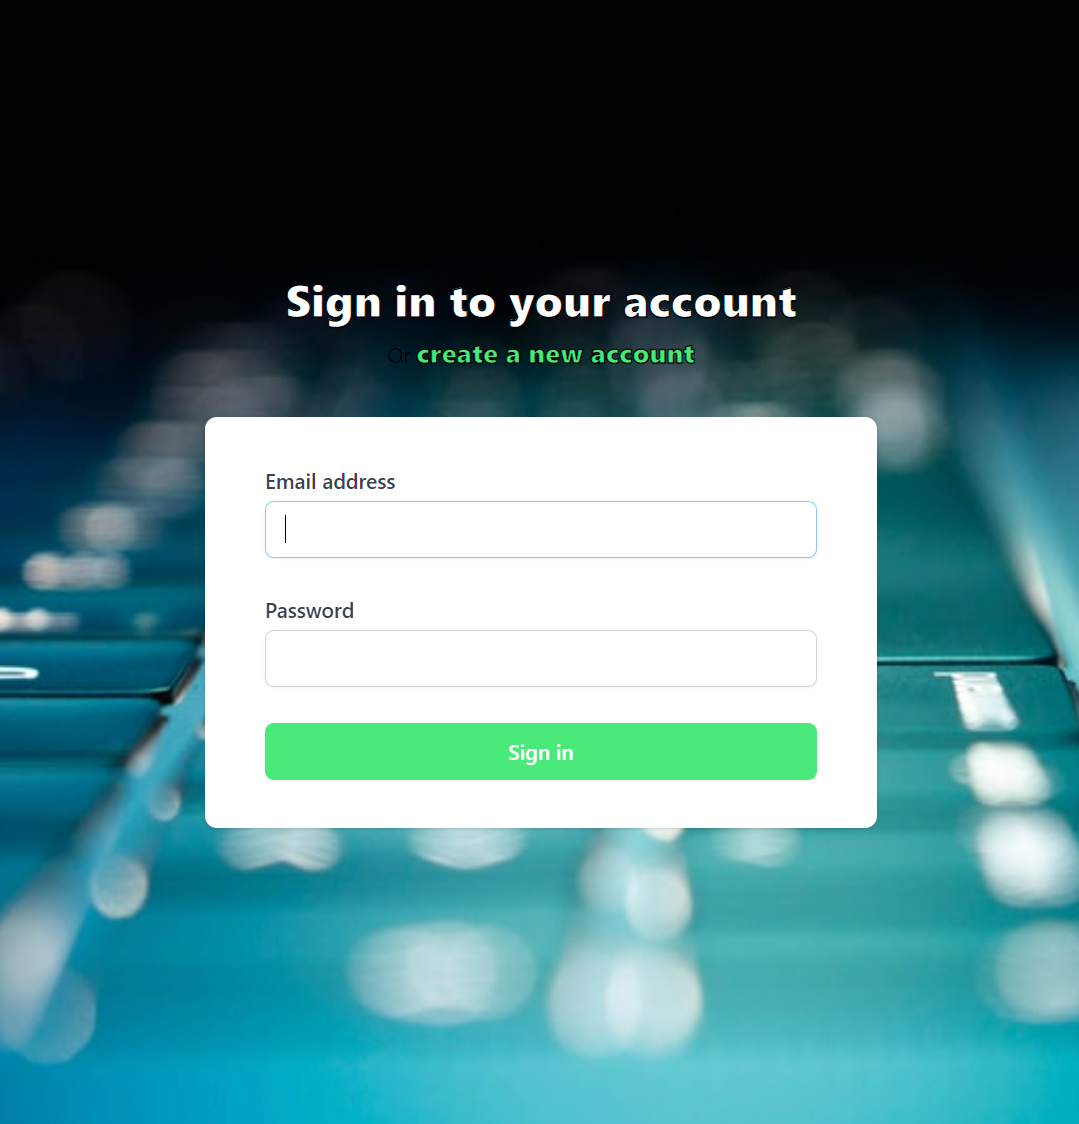 Sign in to your account
Or create a new account
Email address
Password
Sign in